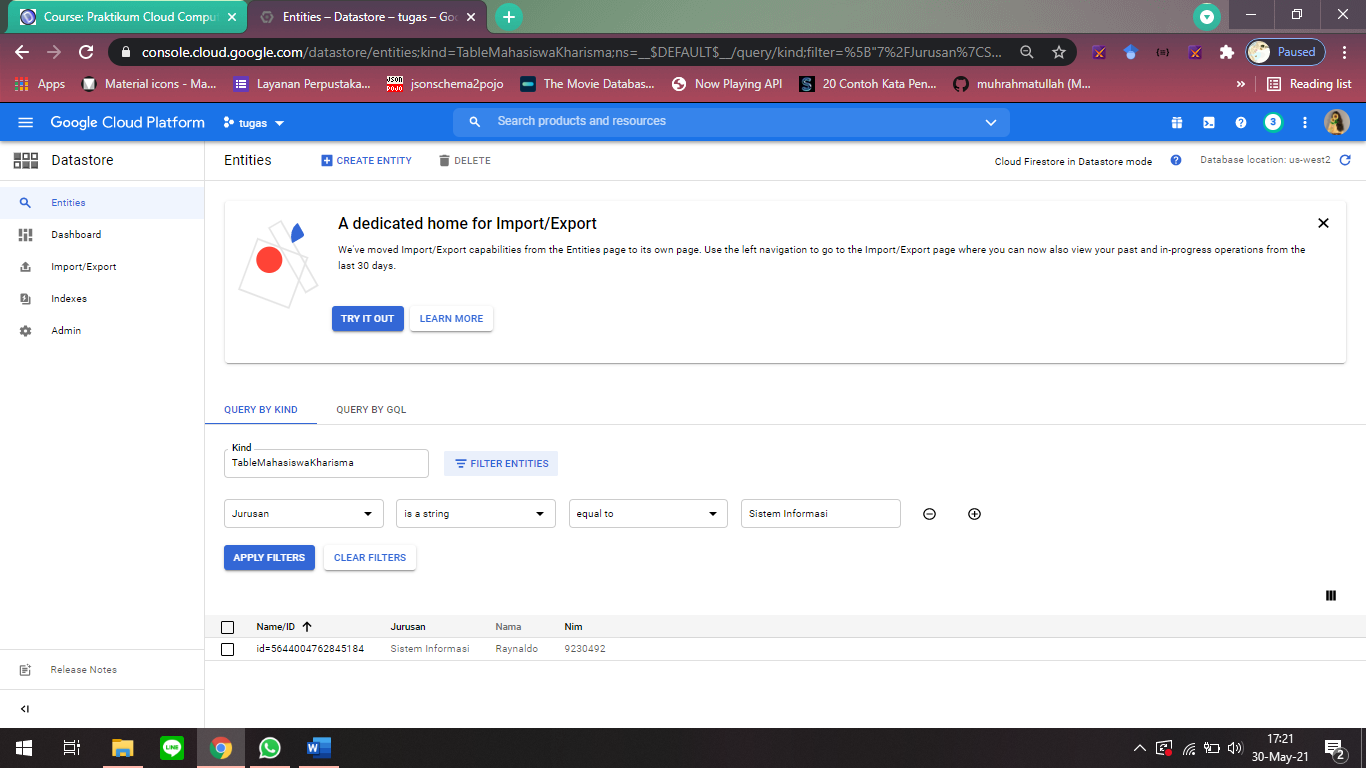 Course: Praktikum Cloud Comput
Entities – Datastore – tugas – Goo
console.cloud.google.com/datastore/entities;kind=TableMahasiswaKharisma;ns=__$DEFAULT$__/query/kind;filter=%5B"7%2FJurusan%7CS...
Paused
Apps
Material icons - Ma...
Layanan Perpustaka...
JSON POJO
jsonschema2pojo
The Movie Databas...
Now Playing API
20 Contoh Kata Pen...
muhrahmatullah (M...
»
Reading list
Google Cloud Platform
tugas
Search products and resources
3
Datastore
Entities
CREATE ENTITY
DELETE
Cloud Firestore in Datastore mode
Database location: us-west2
Entities
Dashboard
Import/Export
Indexes
Admin
A dedicated home for Import/Export
We've moved Import/Export capabilities from the Entities page to its own page. Use the left navigation to go to the Import/Export page where you can now also view your past and in-progress operations from the
last 30 days.
TRY IT OUT
LEARN MORE
QUERY BY KIND
QUERY BY GQL
Kind
TableMahasiswaKharisma
FILTER ENTITIES
Jurusan
is a string
equal to
Sistem Informasi
APPLY FILTERS
CLEAR FILTERS
Name/ID Jurusan Nama Nim
id=5644004762845184 Sistem Informasi Raynaldo 9230492
Release Notes
LINE
17:21
30-May-21
2